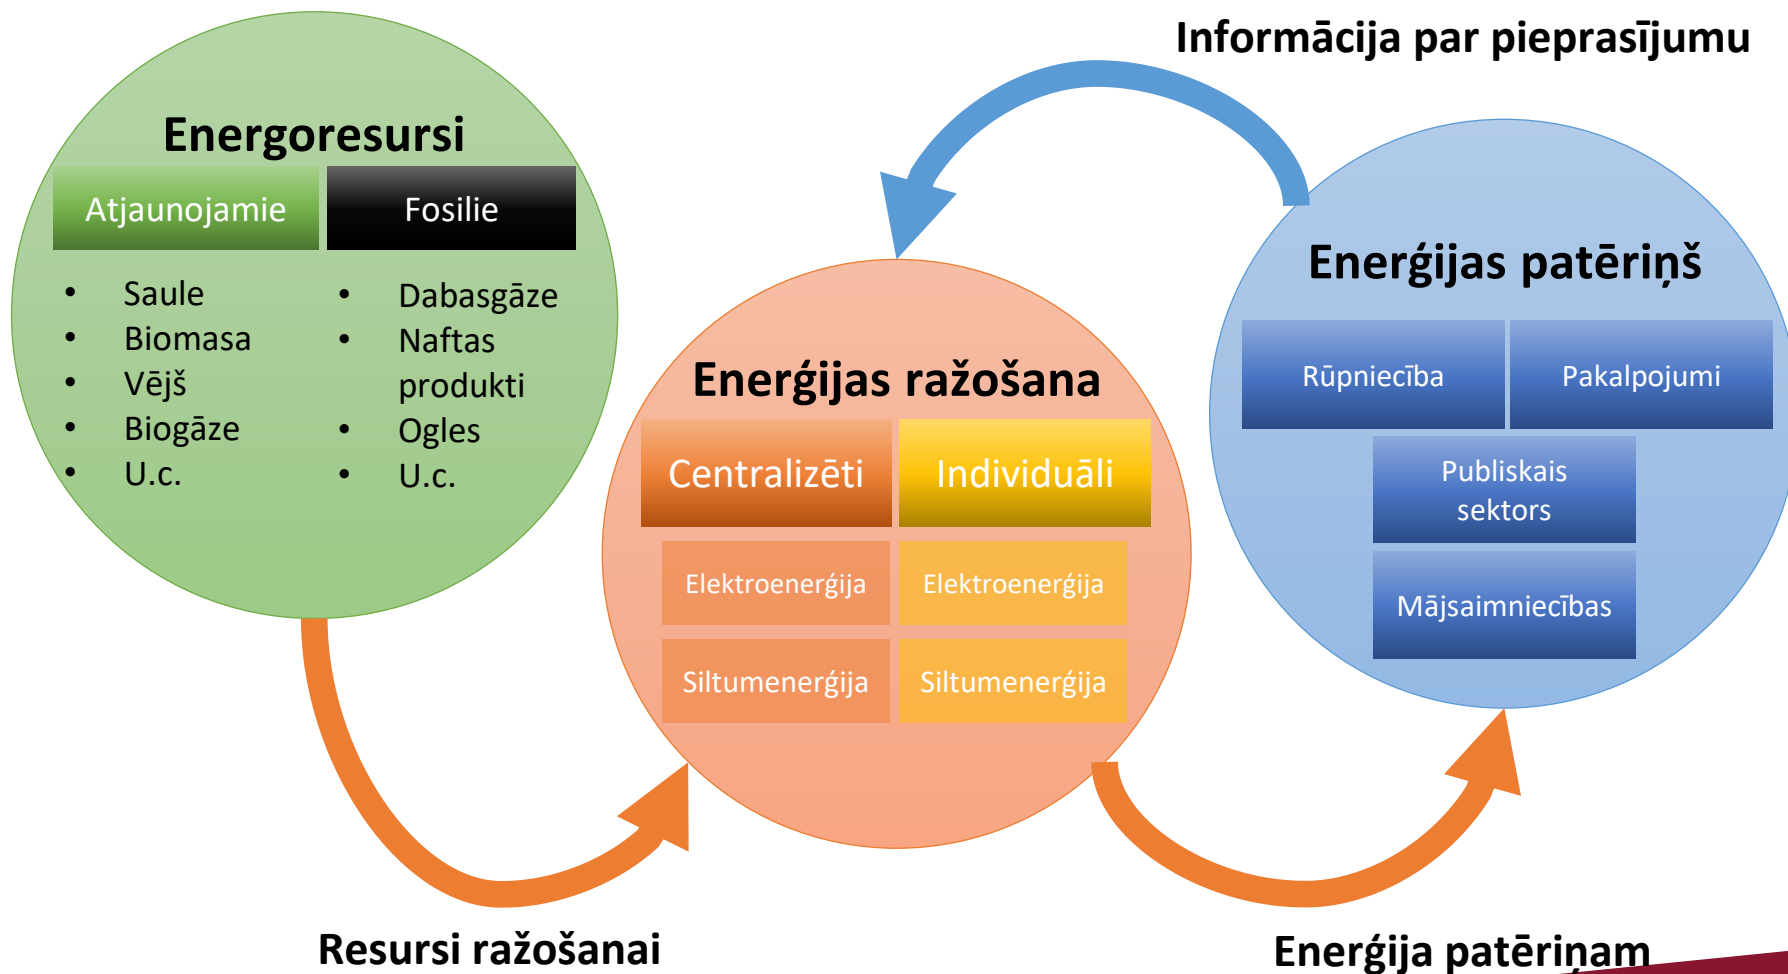 Informācija par pieprasījumu
Energoresursi
Atjaunojamie
Fosilie
• Saule
• Biomasa
• Vējš
• Biogāze
• U.c.
• Dabasgāze
• Naftas
produkti
• Ogles
• U.c.
Enerģijas ražošana
Centralizēti
Individuāli
Elektroenerģija
Elektroenerģija
Siltumenerģija
Siltumenerģija
Enerģijas patēriņš
Rūpniecība
Pakalpojumi
Publiskais
sektors
Mājsaimniecības
Resursi ražošanai
Enerģija patēriņam